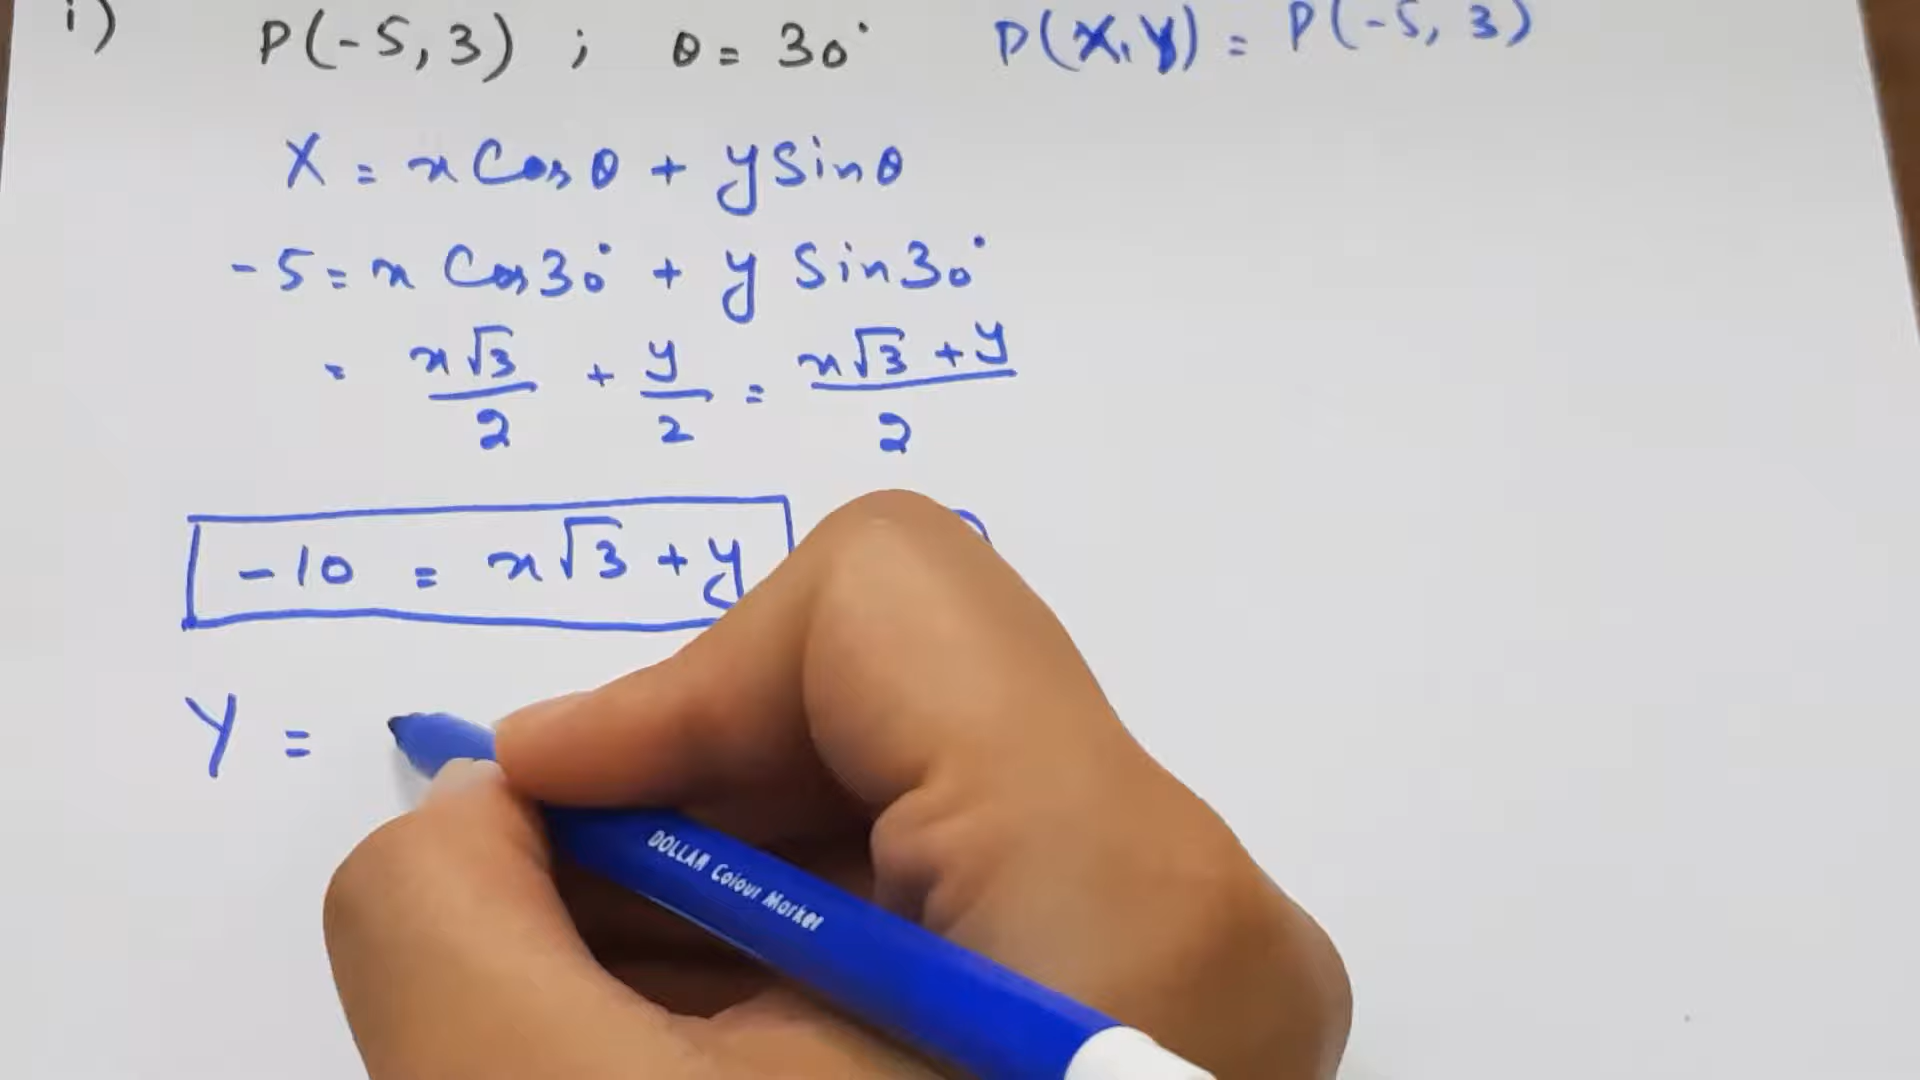 i) P(-5,3) ; θ = 30° P(X,Y) = P(-5, 3)
X = x Cos θ + y Sin θ
-5 = x Cos 30° + y Sin 30°
= x√3/2 + y/2 = x√3 + y/2
-10 = x√3 + y
Y =
DOLLAR Colour Marker